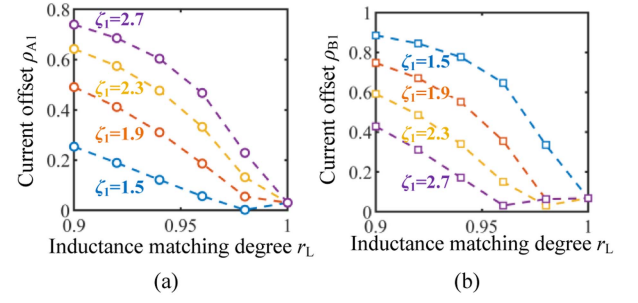 0.8
0.6
0.4
0.2
0
Current offset ρA1
ζ1=2.7
ζ1=2.3
ζ1=1.9
ζ1=1.5
0.9 0.95 1
Inductance matching degree rL
(a)
1
0.8
0.6
0.4
0.2
0
Current offset ρB1
ζ1=1.5
ζ1=1.9
ζ1=2.3
ζ1=2.7
0.9 0.95 1
Inductance matching degree rL
(b)